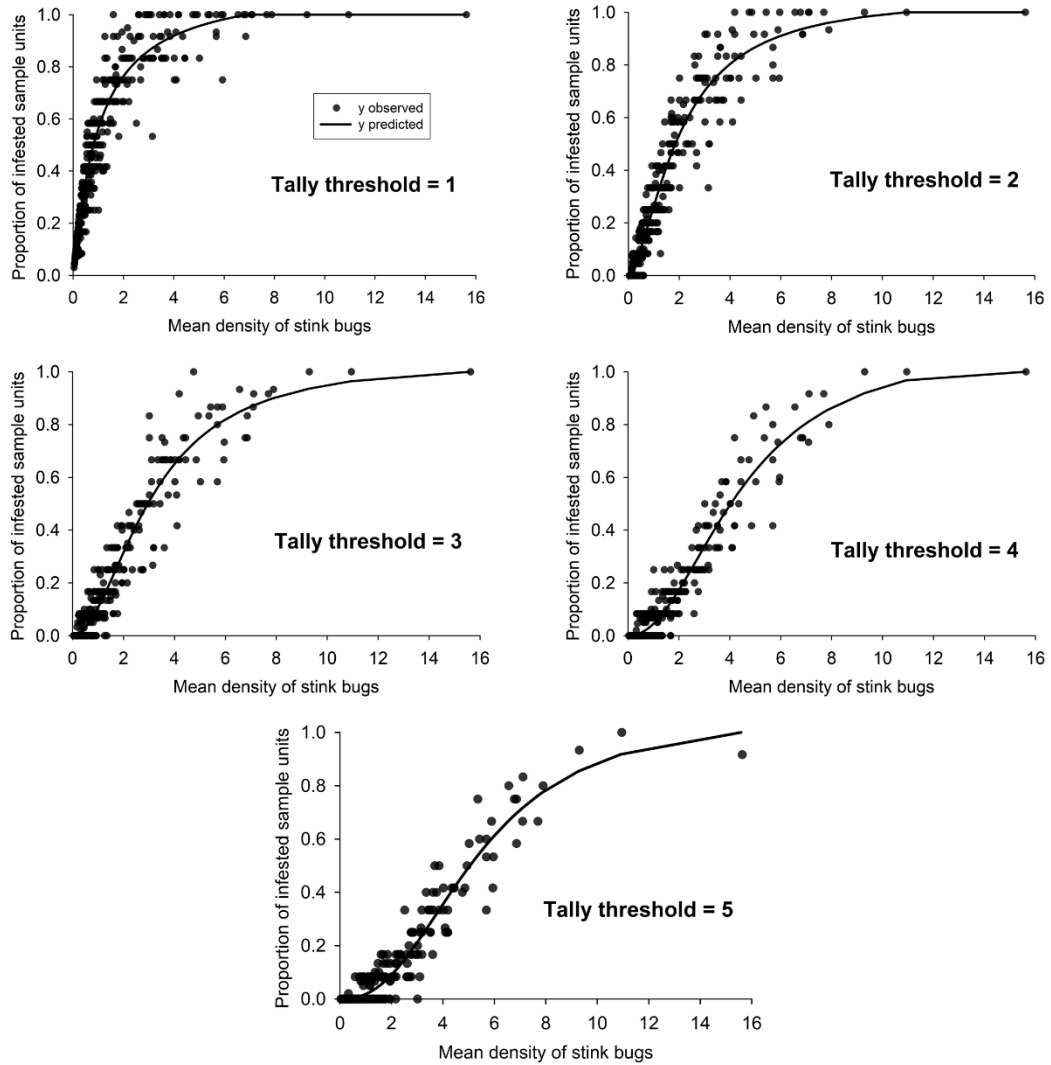 Proportion of infested sample units
1.0
0.8
0.6
0.4
0.2
0.0
y observed
y predicted
Tally threshold = 1
0 2 4 6 8 10 12 14 16
Mean density of stink bugs
Proportion of infested sample units
1.0
0.8
0.6
0.4
0.2
0.0
Tally threshold = 2
0 2 4 6 8 10 12 14 16
Mean density of stink bugs
Proportion of infested sample units
1.0
0.8
0.6
0.4
0.2
0.0
Tally threshold = 3
0 2 4 6 8 10 12 14 16
Mean density of stink bugs
Proportion of infested sample units
1.0
0.8
0.6
0.4
0.2
0.0
Tally threshold = 4
0 2 4 6 8 10 12 14 16
Mean density of stink bugs
Proportion of infested sample units
1.0
0.8
0.6
0.4
0.2
0.0
Tally threshold = 5
0 2 4 6 8 10 12 14 16
Mean density of stink bugs